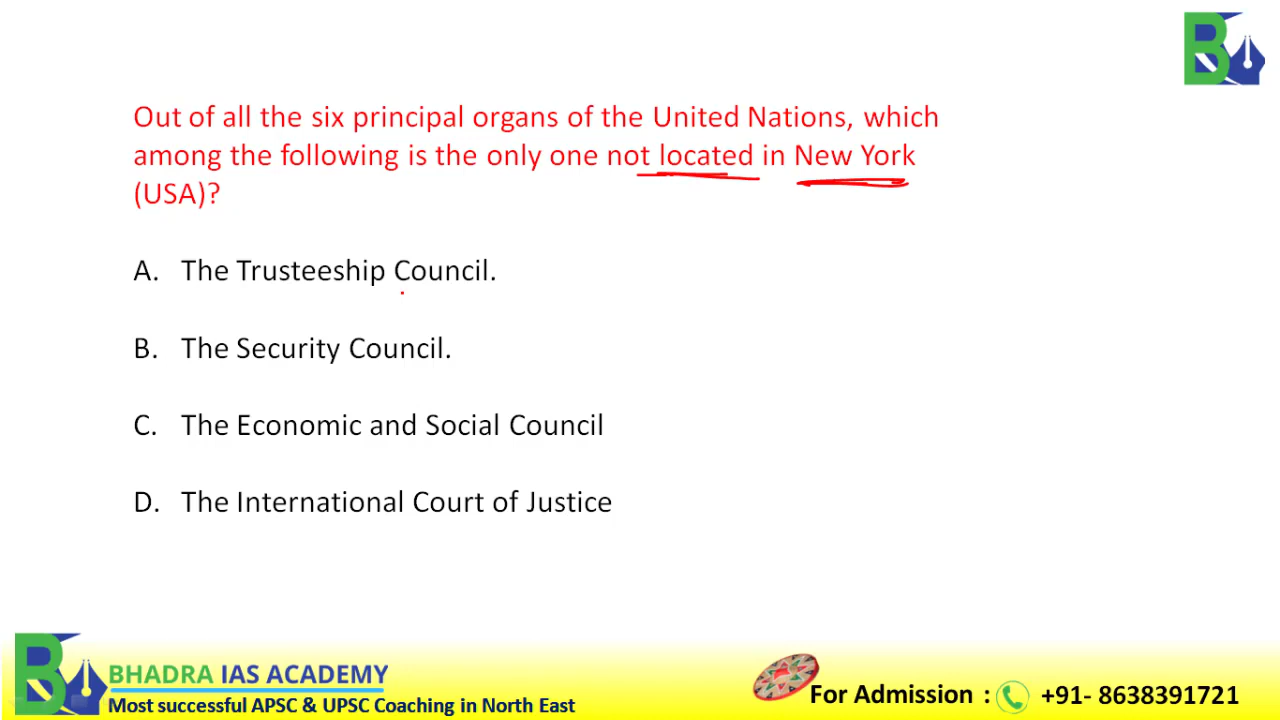 Out of all the six principal organs of the United Nations, which
among the following is the only one not located in New York
(USA)?
A. The Trusteeship Council.
B. The Security Council.
C. The Economic and Social Council
D. The International Court of Justice
BHADRA IAS ACADEMY
Most successful APSC & UPSC Coaching in North East
For Admission : +91- 8638391721